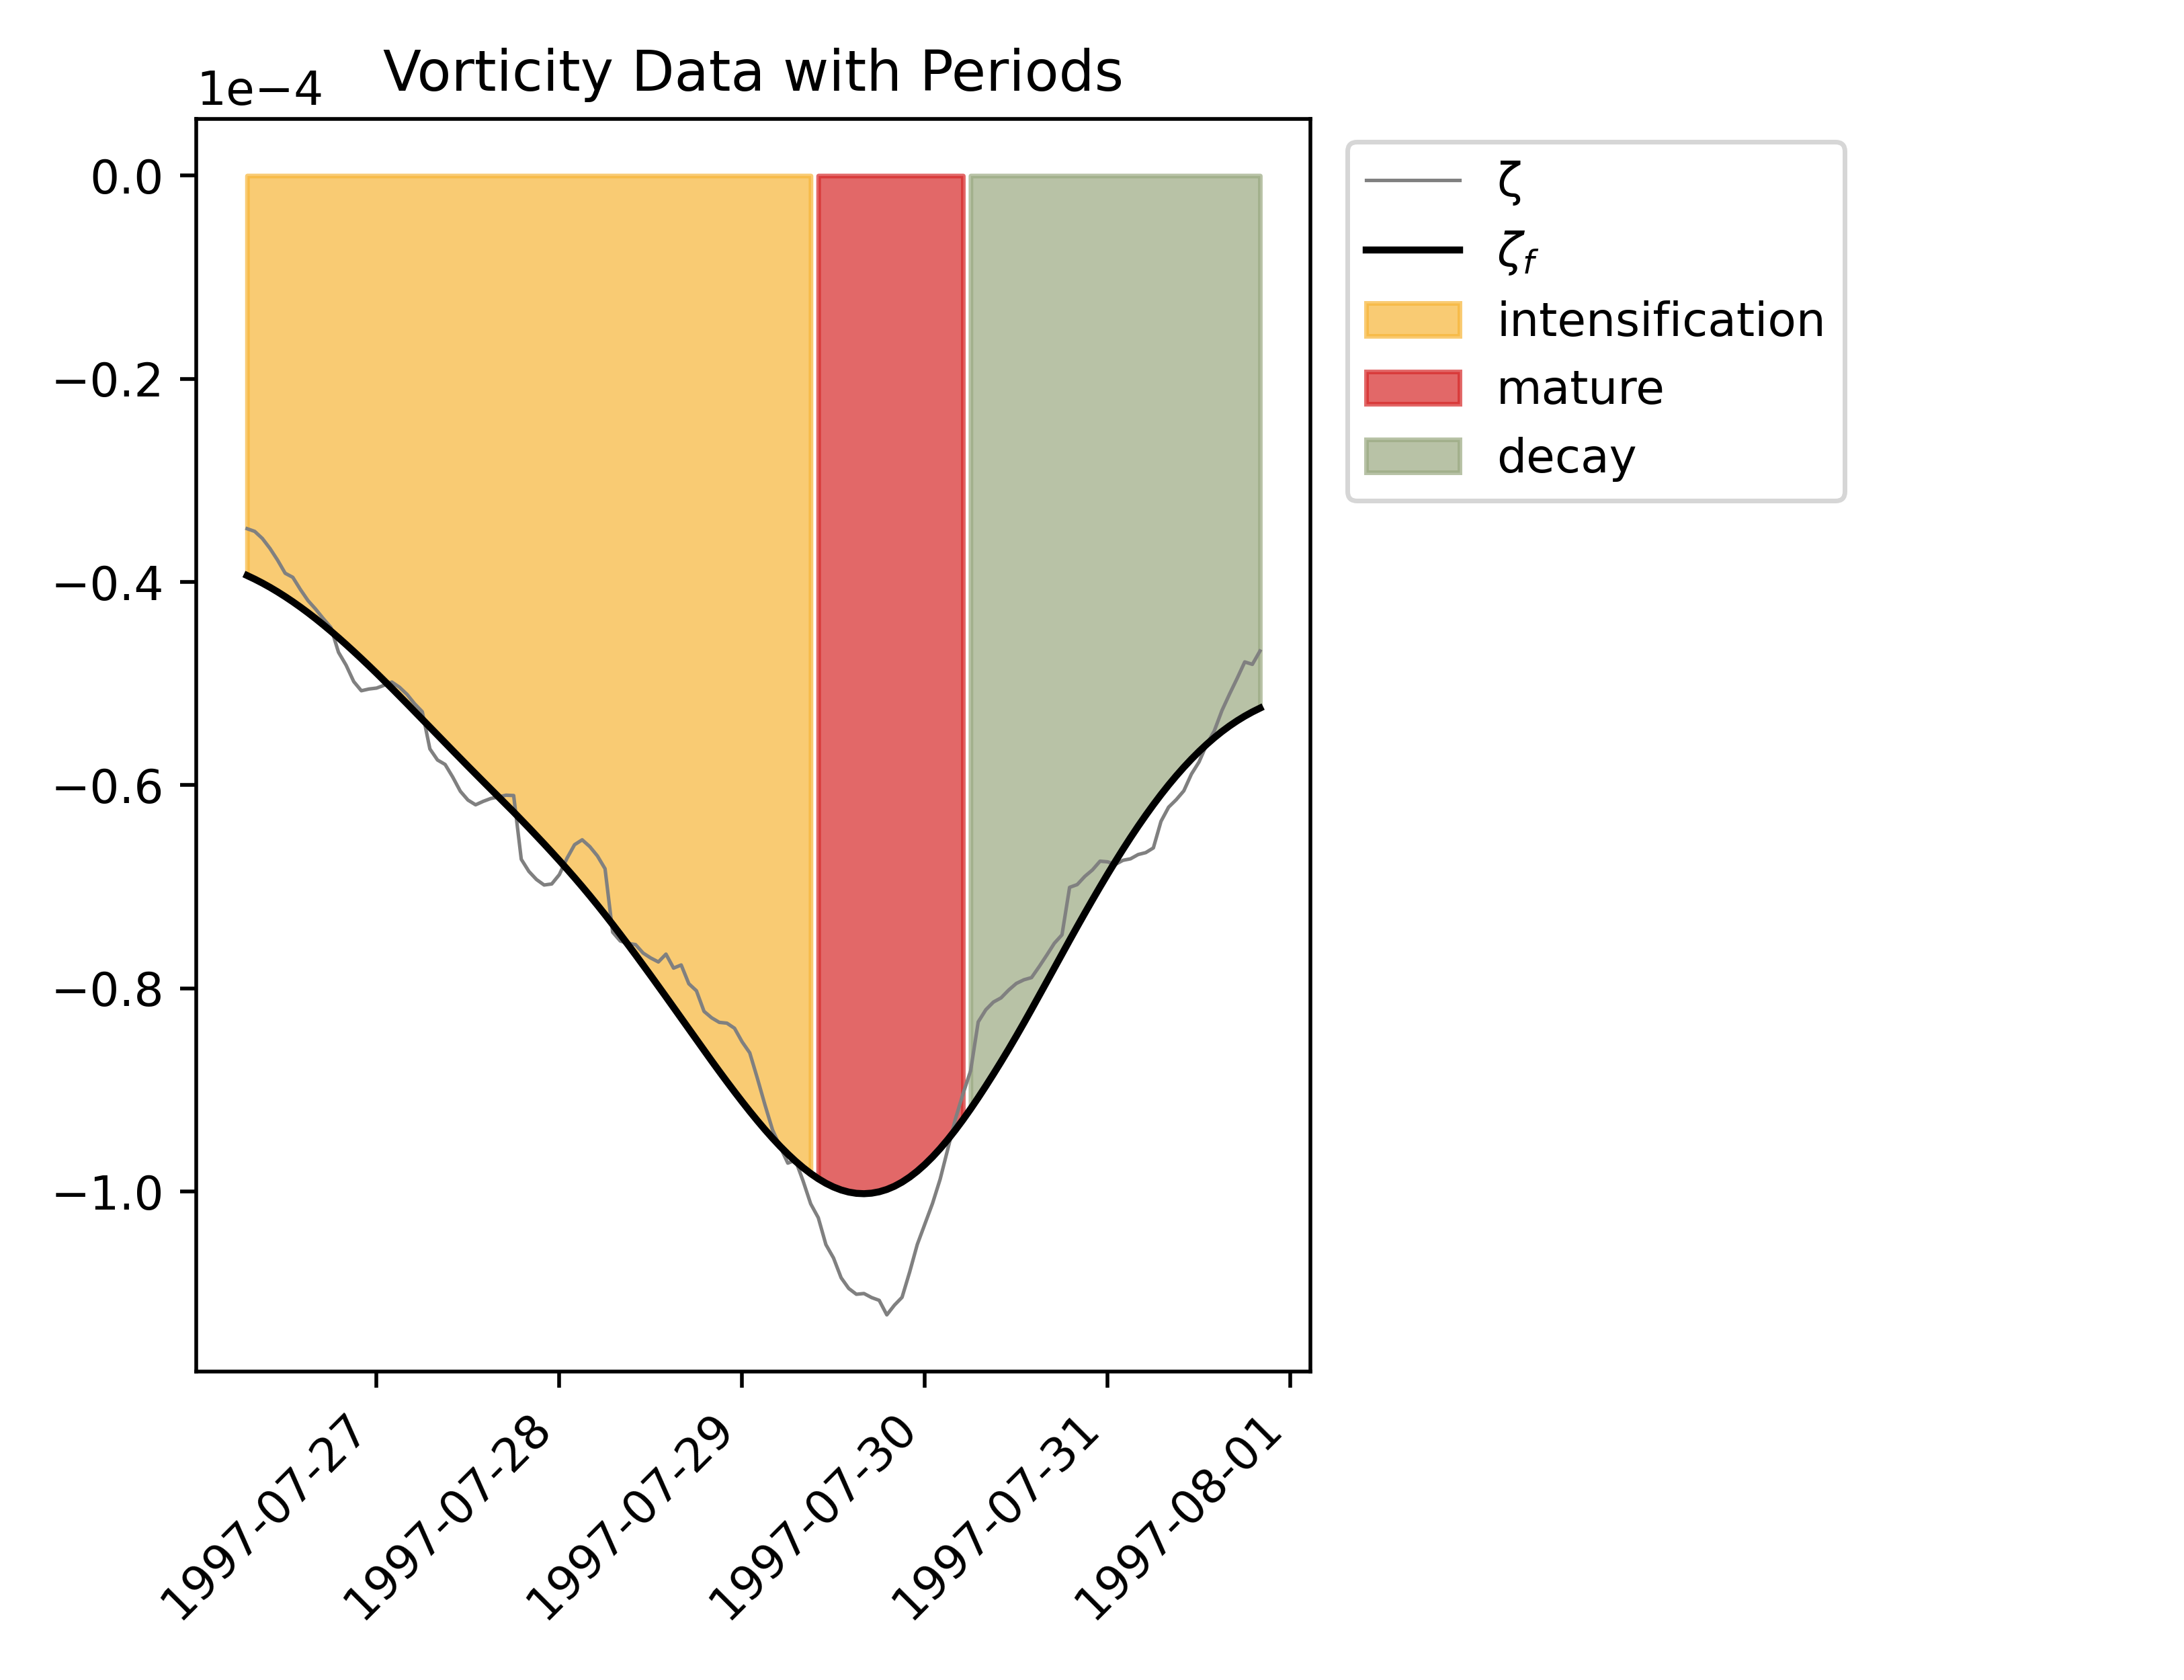 Vorticity Data with Periods
1e−4
0.0
−0.2
−0.4
−0.6
−0.8
−1.0
1997-07-27
1997-07-28
1997-07-29
1997-07-30
1997-07-31
1997-08-01
ζ
ζf
intensification
mature
decay